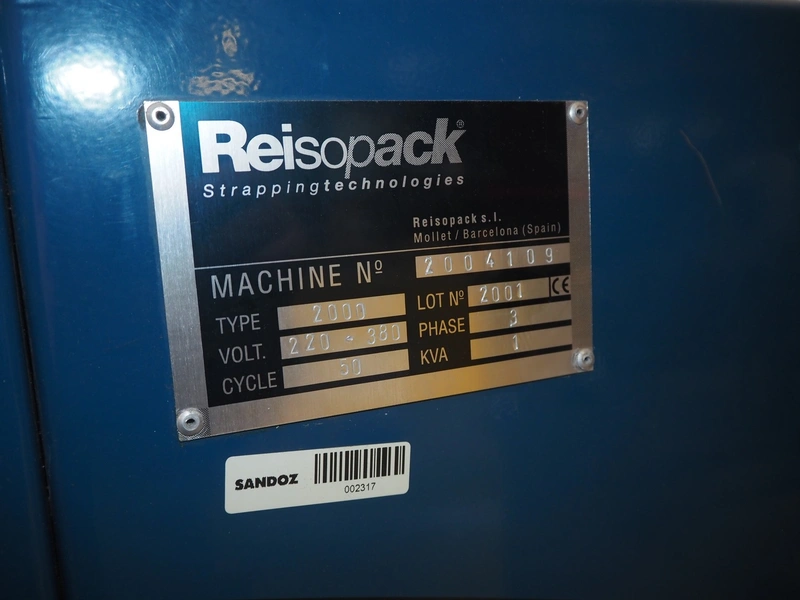 Reisopack®
Strappingtechnologies
Reisopack s.l.
Mollet / Barcelona (Spain)
MACHINE Nº 2004109
TYPE 2000 LOT Nº 2001 CE
VOLT. 220 - 380 PHASE 3
CYCLE 50 KVA 1
SANDOZ
002317